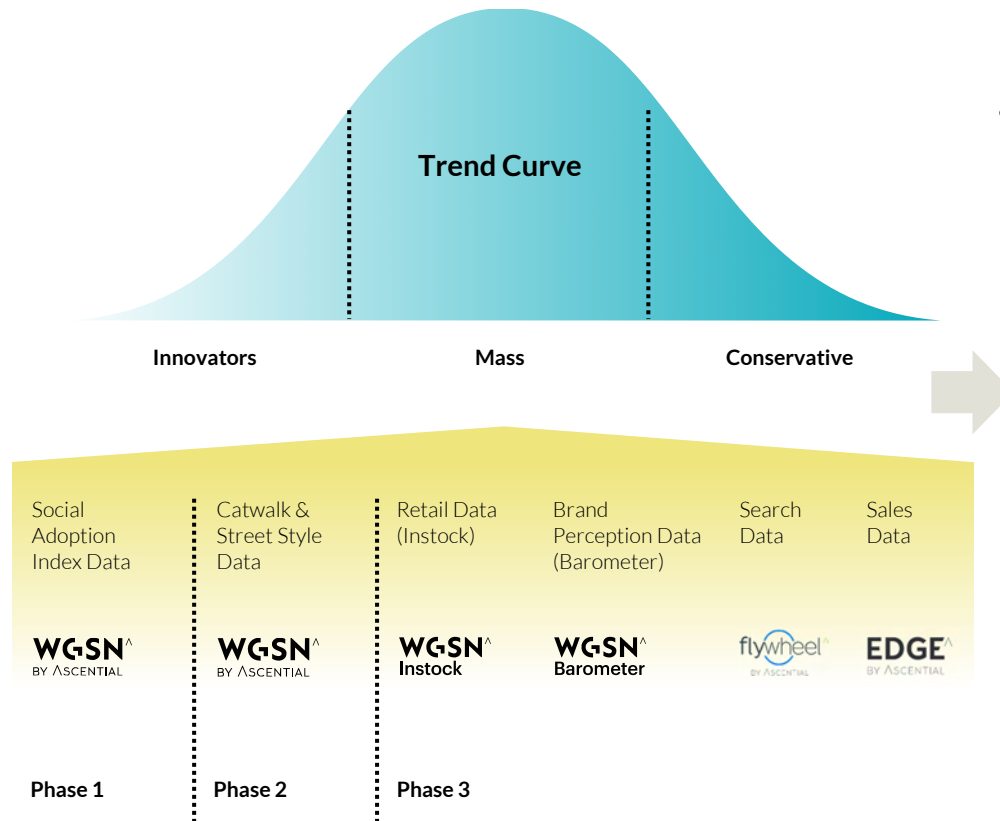 Trend Curve
Innovators
Mass
Conservative
Social
Adoption
Index Data
Catwalk &
Street Style
Data
Retail Data
(Instock)
Brand
Perception Data
(Barometer)
Search
Data
Sales
Data
WGSN^
BY ASCENTIAL
WGSN^
BY ASCENTIAL
WGSN^
Instock
WGSN^
Barometer
flywheel^
BY ASCENTIAL
EDGE^
BY ASCENTIAL
Phase 1
Phase 2
Phase 3